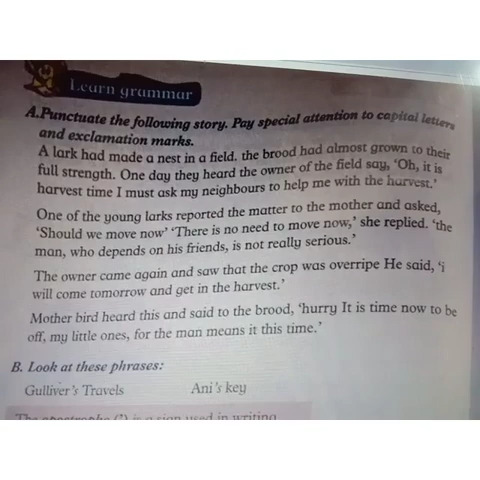 Learn grammar
A.Punctuate the following story. Pay special attention to capital letters
and exclamation marks.
A lark had made a nest in a field. the brood had almost grown to their
full strength. One day they heard the owner of the field say, 'Oh, it is
harvest time I must ask my neighbours to help me with the harvest.'
One of the young larks reported the matter to the mother and asked,
'Should we move now' 'There is no need to move now,' she replied. 'the
man, who depends on his friends, is not really serious.'
The owner came again and saw that the crop was overripe He said, 'i
will come tomorrow and get in the harvest.'
Mother bird heard this and said to the brood, 'hurry It is time now to be
off, my little ones, for the man means it this time.'
B. Look at these phrases:
Gulliver's Travels Ani's key
The apostrophe (') is a sign used in writing